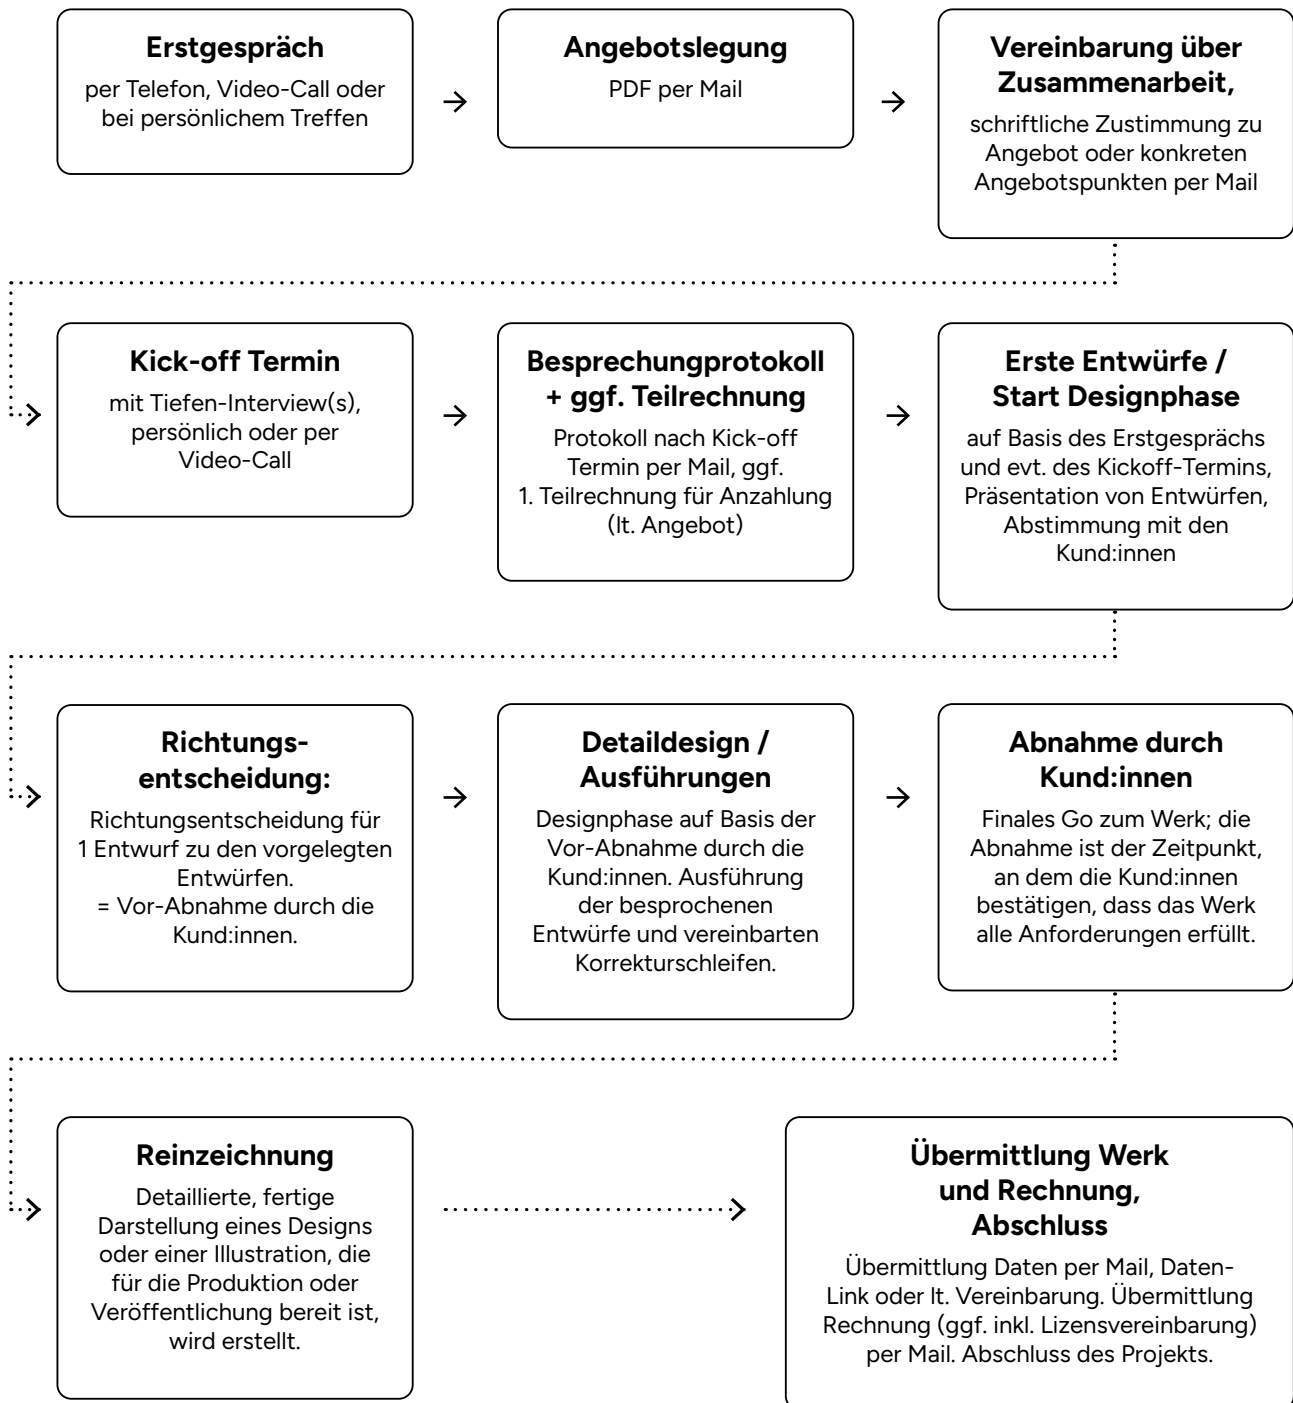 Erstgespräch
per Telefon, Video-Call oder
bei persönlichem Treffen
Angebotslegung
PDF per Mail
Vereinbarung über
Zusammenarbeit,
schriftliche Zustimmung zu
Angebot oder konkreten
Angebotspunkten per Mail
Kick-off Termin
mit Tiefen-Interview(s),
persönlich oder per
Video-Call
Besprechungprotokoll
+ ggf. Teilrechnung
Protokoll nach Kick-off
Termin per Mail, ggf.
1. Teilrechnung für Anzahlung
(lt. Angebot)
Erste Entwürfe /
Start Designphase
auf Basis des Erstgesprächs
und evt. des Kickoff-Termins,
Präsentation von Entwürfen,
Abstimmung mit den
Kund:innen
Richtungs-
entscheidung:
Richtungsentscheidung für
1 Entwurf zu den vorgelegten
Entwürfen.
= Vor-Abnahme durch die
Kund:innen.
Detaildesign /
Ausführungen
Designphase auf Basis der
Vor-Abnahme durch die
Kund:innen. Ausführung
der besprochenen
Entwürfe und vereinbarten
Korrekturschleifen.
Abnahme durch
Kund:innen
Finales Go zum Werk; die
Abnahme ist der Zeitpunkt,
an dem die Kund:innen
bestätigen, dass das Werk
alle Anforderungen erfüllt.
Reinzeichnung
Detaillierte, fertige
Darstellung eines Designs
oder einer Illustration, die
für die Produktion oder
Veröffentlichung bereit ist,
wird erstellt.
Übermittlung Werk
und Rechnung,
Abschluss
Übermittlung Daten per Mail, Daten-
Link oder lt. Vereinbarung. Übermittlung
Rechnung (ggf. inkl. Lizensvereinbarung)
per Mail. Abschluss des Projekts.